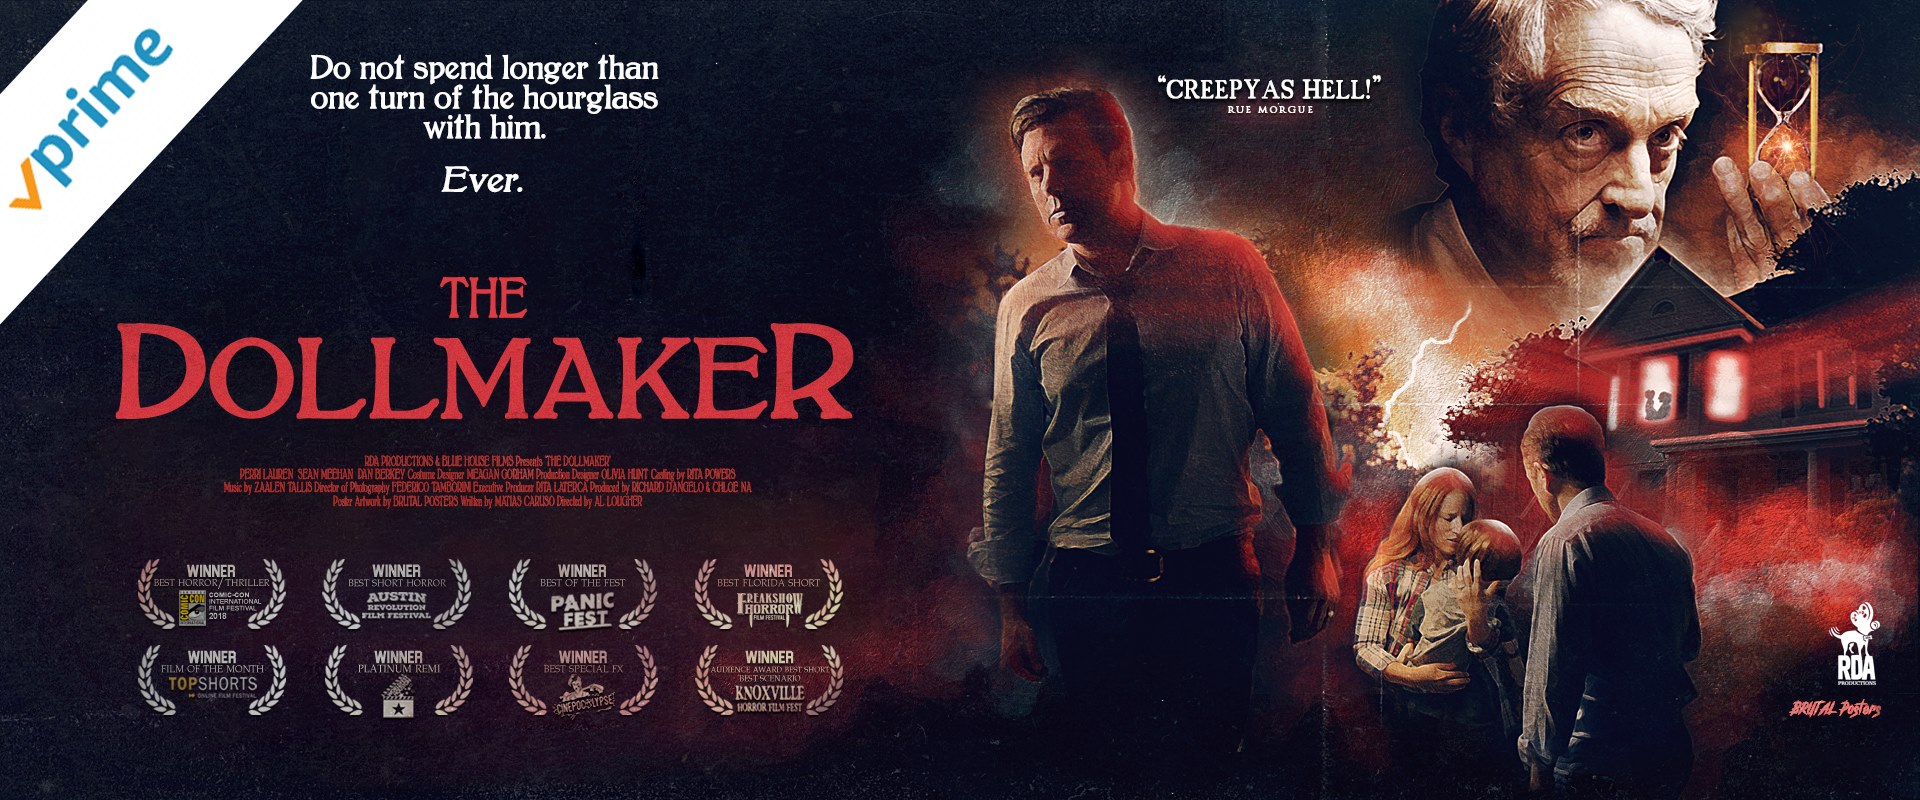 prime
Do not spend longer than
one turn of the hourglass
with him.
Ever.
"CREEPY AS HELL!"
RUE MORGUE
THE
DOLLMAKER
RDA PRODUCTIONS & BLUE HOUSE FILMS Presents 'THE DOLLMAKER'
PERRI LAUREN SEAN MEEHAN DAN BERKEY Costume Designer MEAGAN GORHAM Production Designer OLIVIA HUNT Casting by RITA POWERS
Music by ZAALEN TALLIS Director of Photography FEDERICO TAMBORINI Executive Producer RITA LATERCA Produced by RICHARD D'ANGELO & CHLOE NA
Poster Artwork by BRUTAL POSTERS Written by MATIAS CARUSO Directed by AL LOUGHER
WINNER
BEST HORROR/THRILLER
COMIC CON
COMIC-CON
INTERNATIONAL
FILM FESTIVAL
2018
WINNER
BEST SHORT HORROR
AUSTIN
REVOLUTION
FILM FESTIVAL
WINNER
BEST OF THE FEST
PANIC
FEST
WINNER
BEST FLORIDA SHORT
FREAKSHOW
HORROR
FILM FESTIVAL
WINNER
FILM OF THE MONTH
TOPSHORTS
ONLINE FILM FESTIVAL
WINNER
PLATINUM REMI
WINNER
BEST SPECIAL FX
CINEPOCALYPSE
WINNER
AUDIENCE AWARD BEST SHORT
BEST SCENARIO
KNOXVILLE
HORROR FILM FEST
RDA
PRODUCTIONS
BRUTAL Posters